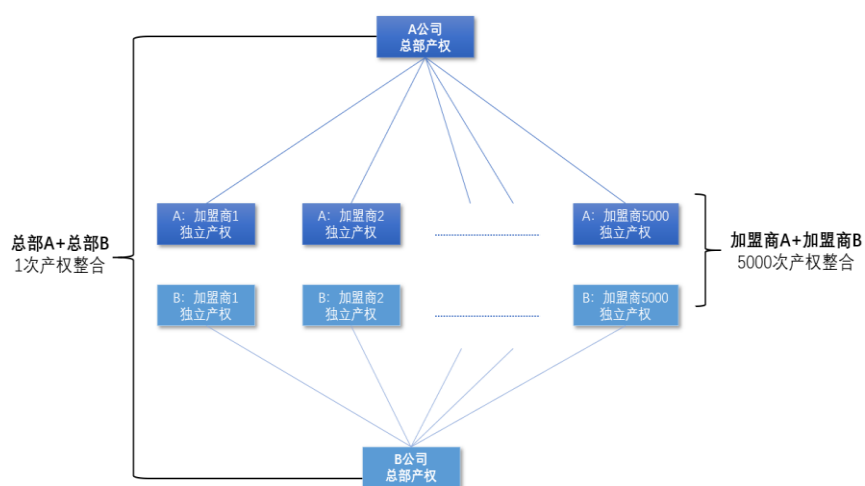 A公司
总部产权
A：加盟商1
独立产权
A：加盟商2
独立产权
A：加盟商5000
独立产权
总部A+总部B
1次产权整合
加盟商A+加盟商B
5000次产权整合
B：加盟商1
独立产权
B：加盟商2
独立产权
B：加盟商5000
独立产权
B公司
总部产权